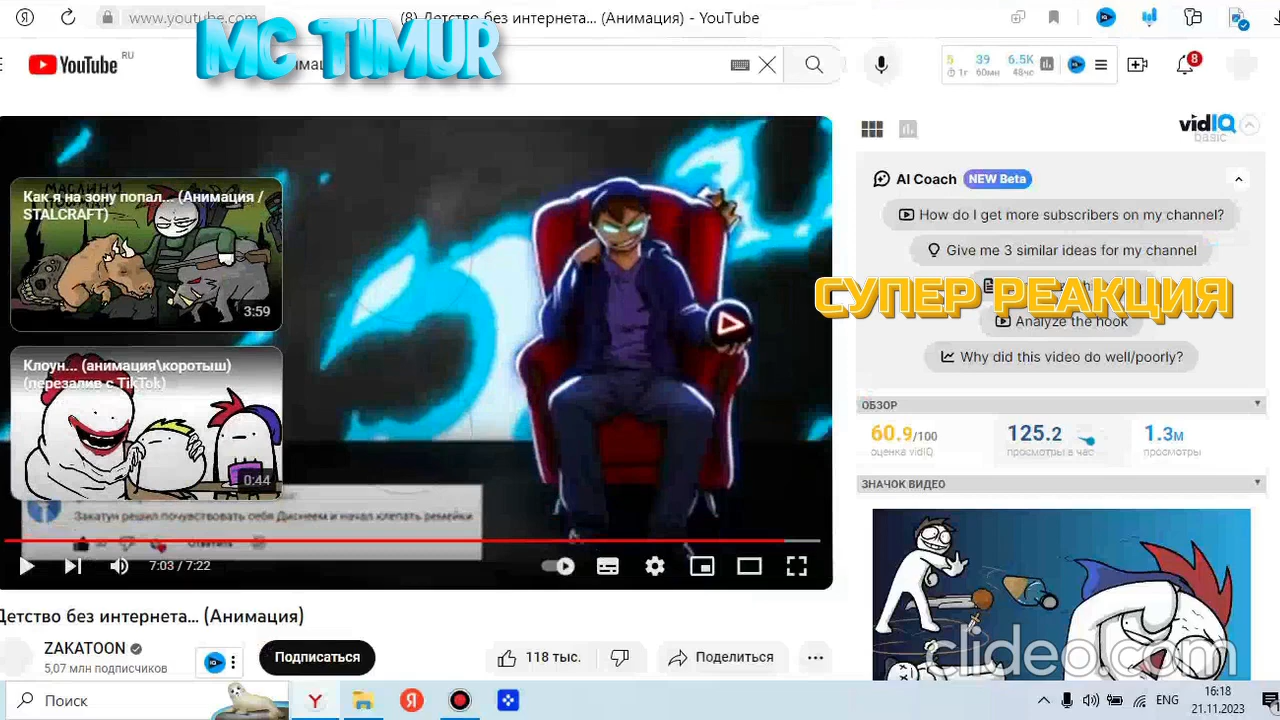 www.youtube.com
(8) Детство без интернета... (Анимация) - YouTube
MC TIMUR
YouTube RU
5 39 6.5K
1г 60мн 48чс
8
vidIQ
basic
AI Coach NEW Beta
How do I get more subscribers on my channel?
Give me 3 similar ideas for my channel
СУПЕР РЕАКЦИЯ
Analyze the hook
Why did this video do well/poorly?
Как я на зону попал... (Анимация /
STALCRAFT)
3:59
Клоун... (анимация\коротыш)
(перезалив с TikTok)
0:44
Закатун решил почувствовать себя Диснеем и начал клепать ремейки
Ответить
7:03 / 7:22
ОБЗОР
60.9/100
оценка vidIQ
125.2
просмотры в час
1.3м
просмотры
ЗНАЧОК ВИДЕО
Детство без интернета... (Анимация)
ZAKATOON
5,07 млн подписчиков
Подписаться
118 тыс.
Поделиться
clideo.com
Поиск
ENG
16:18
21.11.2023